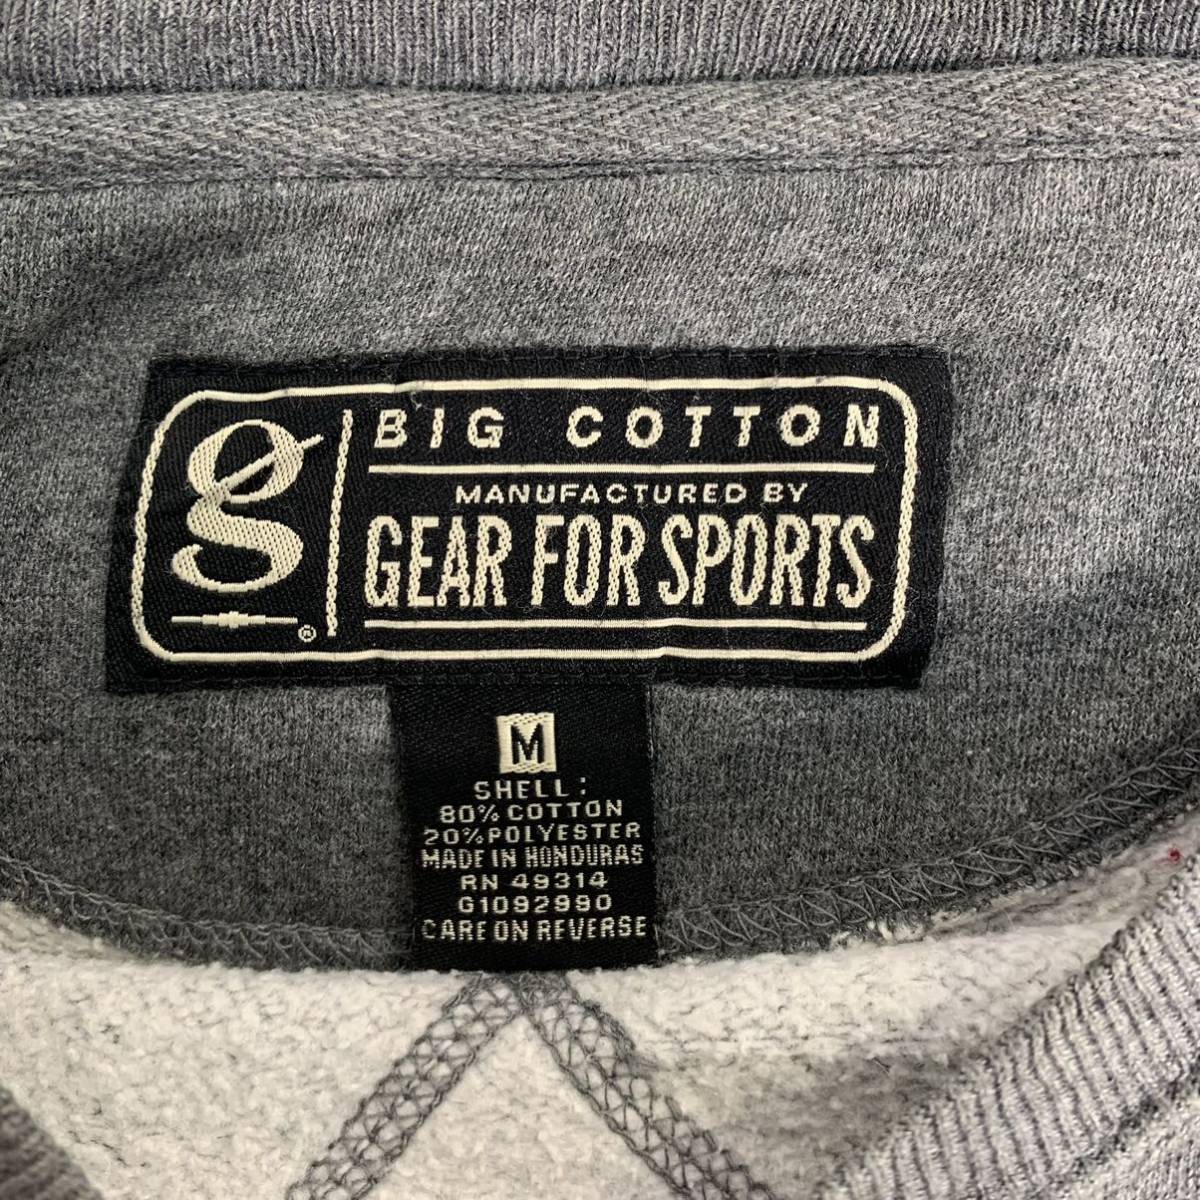 g
BIG COTTON
MANUFACTURED BY
GEAR FOR SPORTS
®
M
SHELL:
80% COTTON
20% POLYESTER
MADE IN HONDURAS
RN 49314
G1092990
CARE ON REVERSE